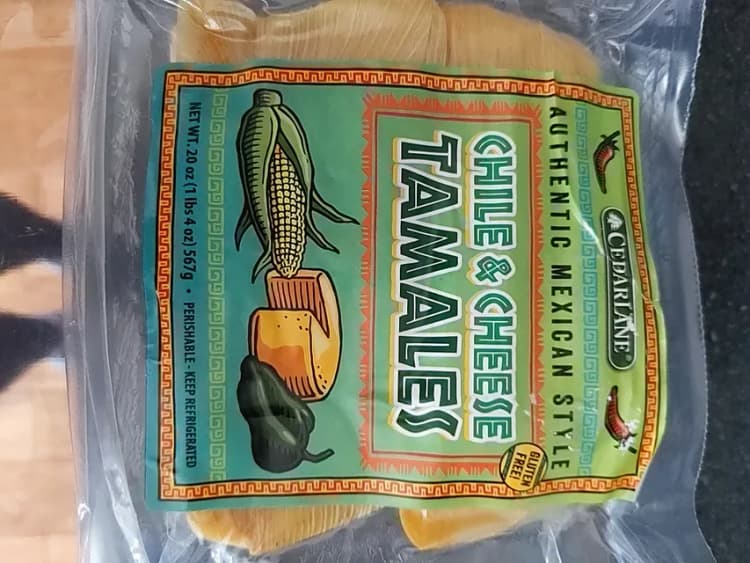 CEDARLANE®
AUTHENTIC MEXICAN STYLE
CHILE & CHEESE
TAMALES
GLUTEN
FREE!
NET WT. 20 oz (1 lbs 4 oz) 567g • PERISHABLE - KEEP REFRIGERATED